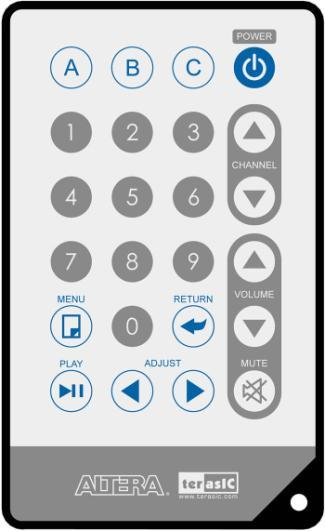 POWER
A B C
1 2 3
CHANNEL
4 5 6
7 8 9
VOLUME
MENU RETURN
0
PLAY ADJUST MUTE
ALTERA. terasIC
www.terasic.com